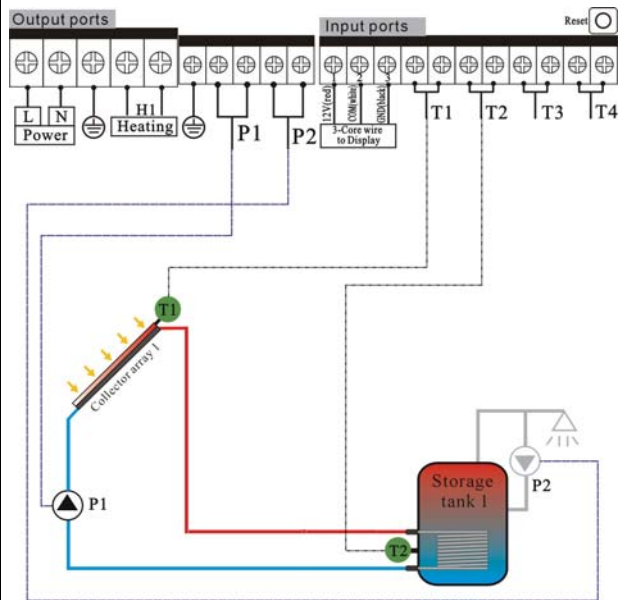 Output ports
Input ports
Reset
L N
Power
H1
Heating
P1
P2
12V(red)
COM(white)
GND(black)
3-Core wire
to Display
T1
T2
T3
T4
T1
Collector array 1
P1
Storage
tank 1
P2
T2